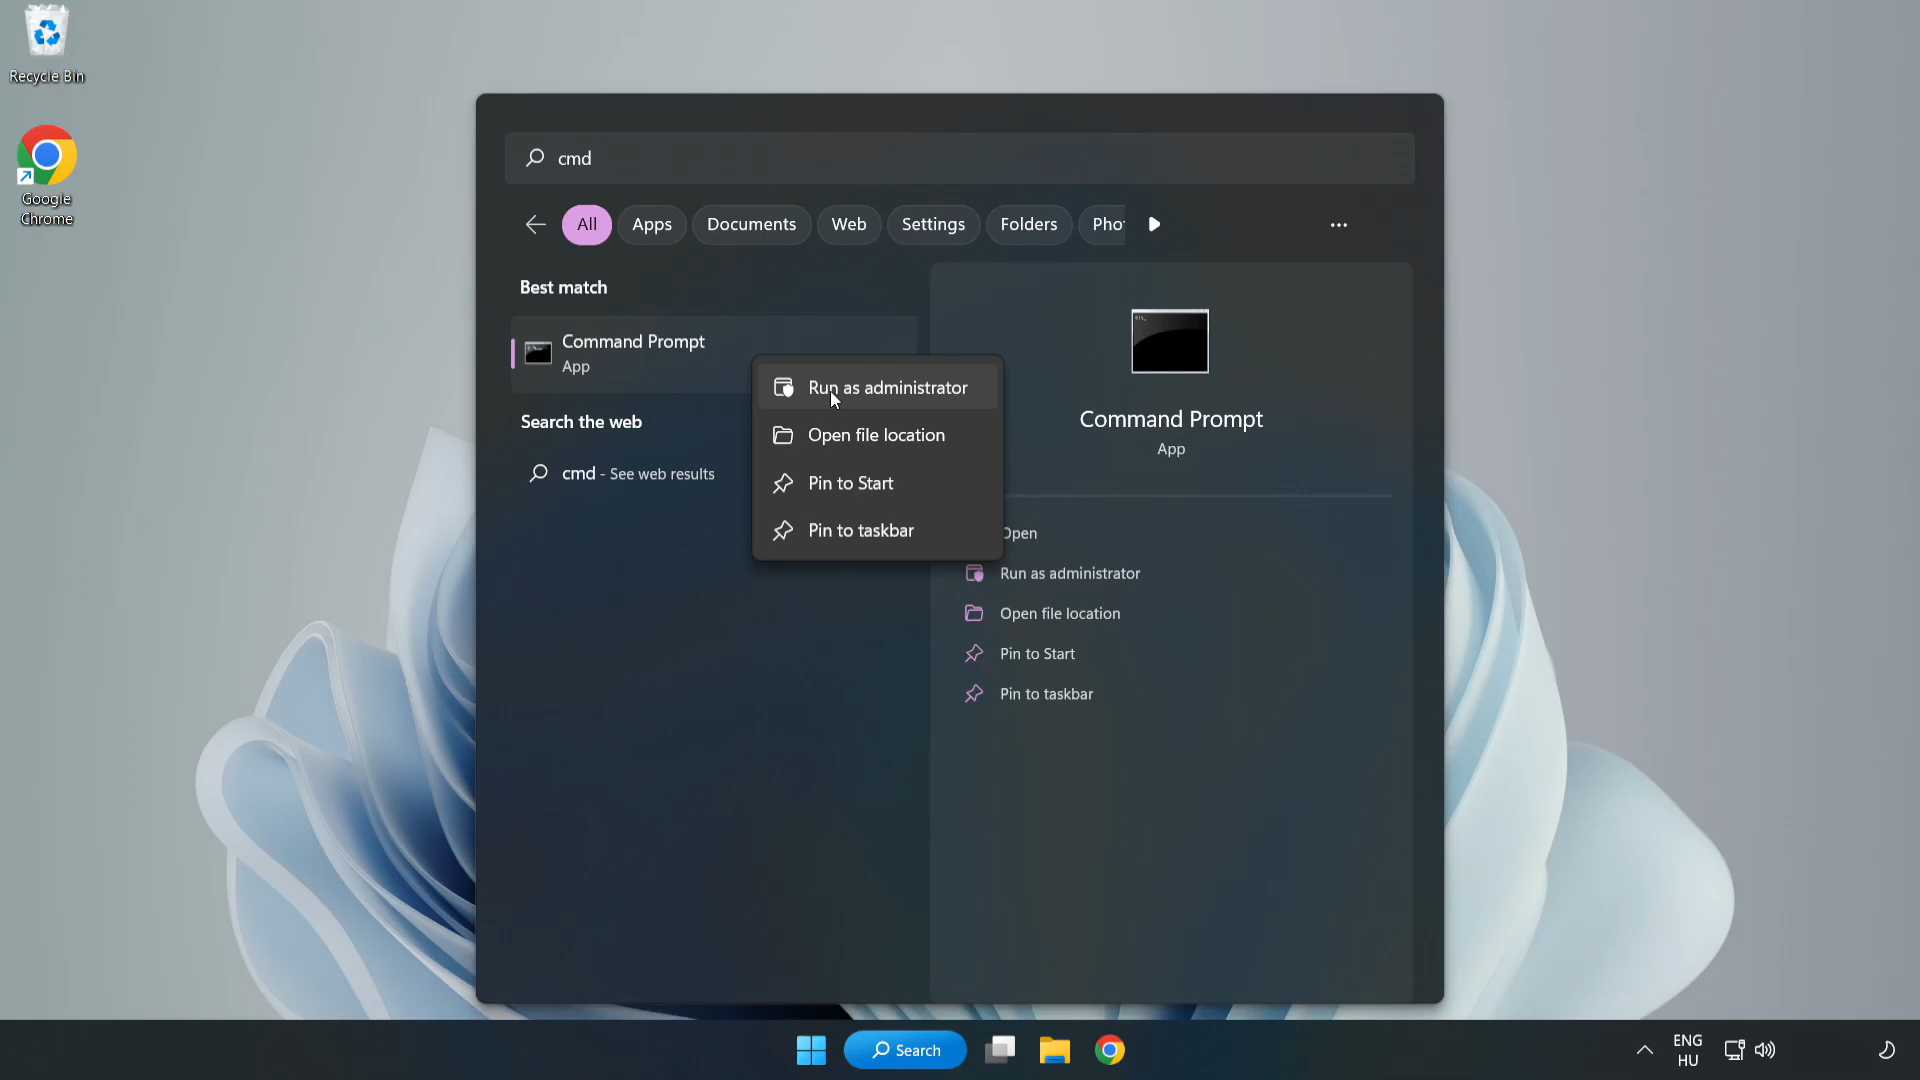 Recycle Bin
Google
Chrome
cmd
All
Apps
Documents
Web
Settings
Folders
Phot
Best match
Command Prompt
App
Search the web
cmd - See web results
Run as administrator
Open file location
Pin to Start
Pin to taskbar
Command Prompt
App
Open
Run as administrator
Open file location
Pin to Start
Pin to taskbar
Search
ENG
HU